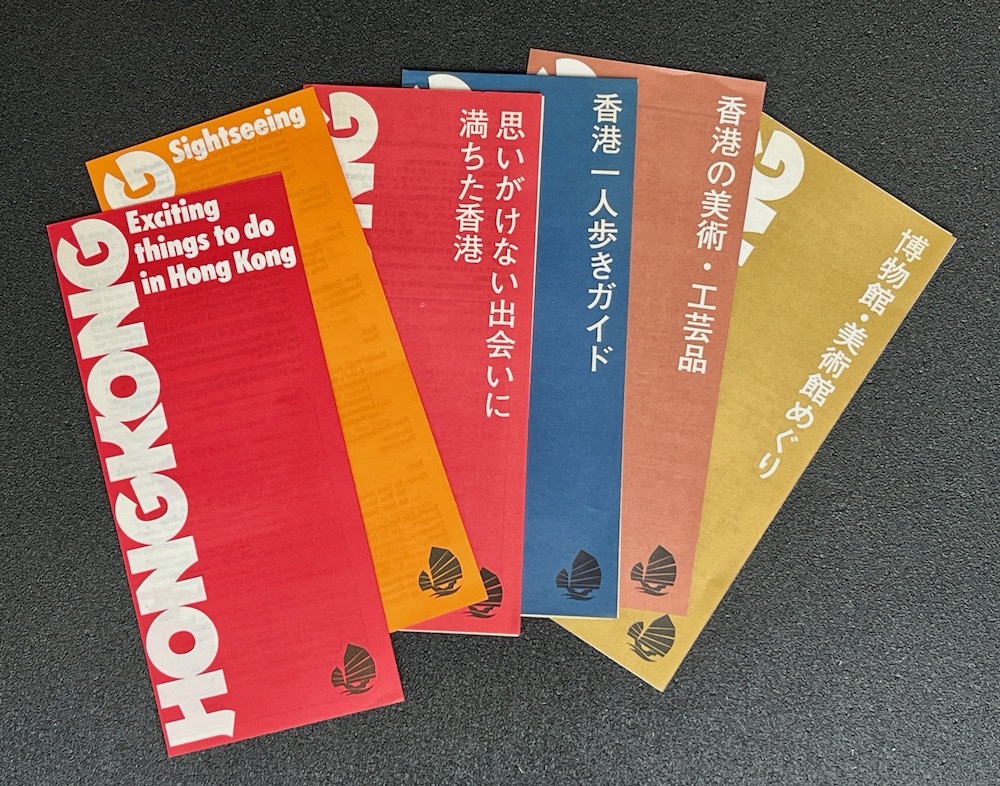 HONGKONG
Exciting
things to do
in Hong Kong
G
Sightseeing
NG
思いがけない出会いに
満ちた香港
香港一人歩きガイド
香港の美術・工芸品
博物館・美術館めぐり